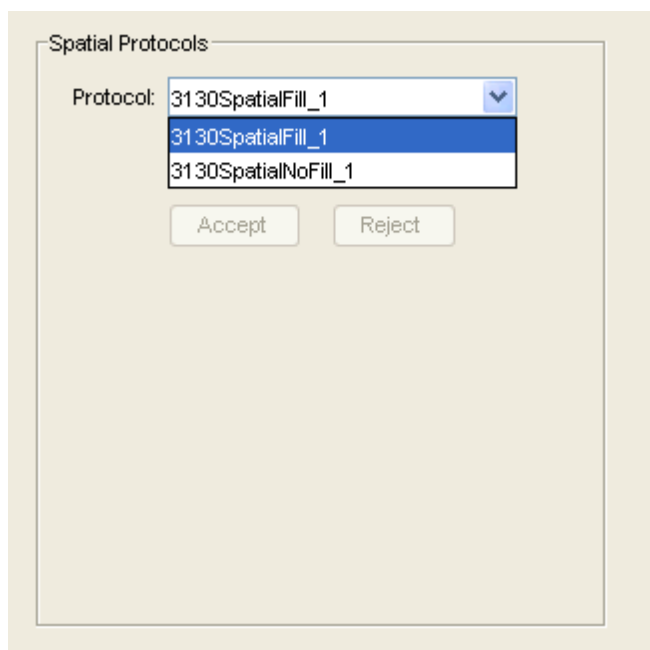 Spatial Protocols
Protocol: 3130SpatialFill_1
3130SpatialFill_1
3130SpatialNoFill_1
Accept Reject